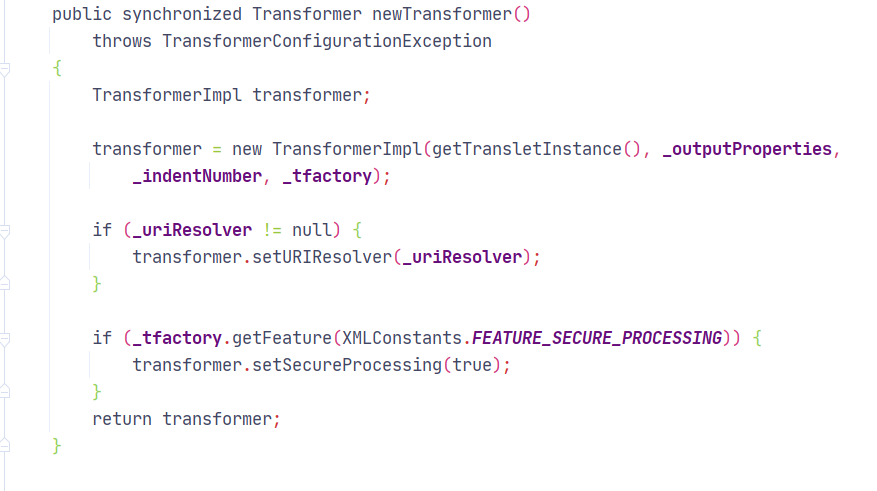 public synchronized Transformer newTransformer()
throws TransformerConfigurationException
{
TransformerImpl transformer;
transformer = new TransformerImpl(getTransletInstance(), _outputProperties,
_indentNumber, _tfactory);
if (_uriResolver != null) {
transformer.setURIResolver(_uriResolver);
}
if (_tfactory.getFeature(XMLConstants.FEATURE_SECURE_PROCESSING)) {
transformer.setSecureProcessing(true);
}
return transformer;
}